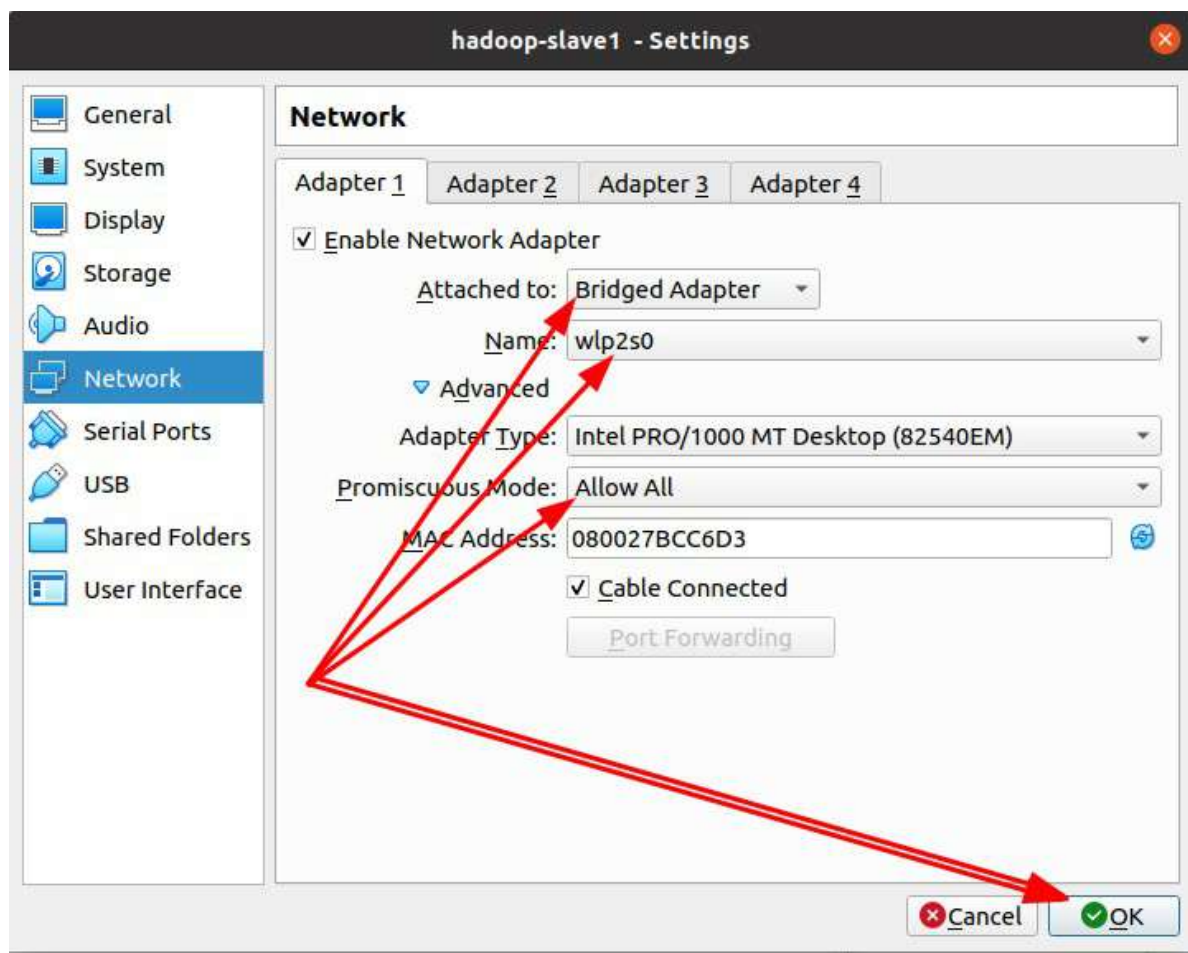 hadoop-slave1 - Settings
General
System
Display
Storage
Audio
Network
Serial Ports
USB
Shared Folders
User Interface
Network
Adapter 1
Adapter 2
Adapter 3
Adapter 4
Enable Network Adapter
Attached to: Bridged Adapter
Name: wlp2s0
Advanced
Adapter Type: Intel PRO/1000 MT Desktop (82540EM)
Promiscuous Mode: Allow All
MAC Address: 080027BCC6D3
Cable Connected
Port Forwarding
Cancel
OK